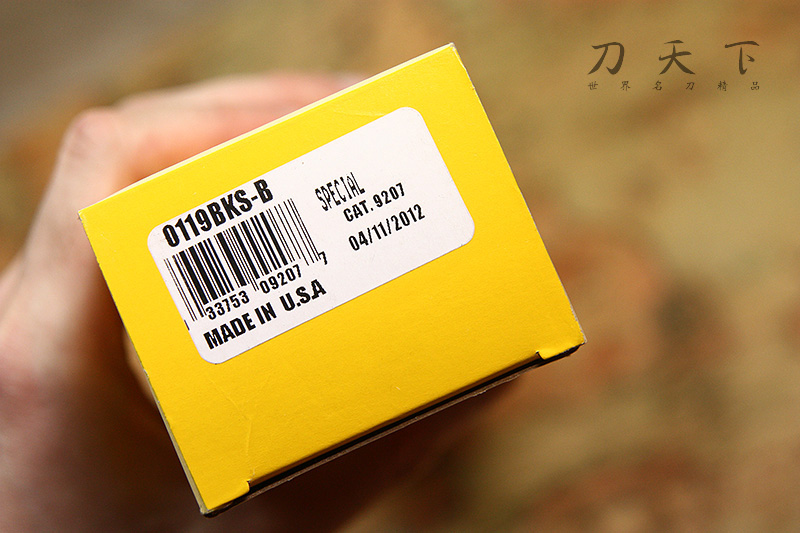 刀天下
世界名刀精品
0119BKS-B
SPECIAL
CAT. 9207
04/11/2012
33753 09207 7
MADE IN U.S.A